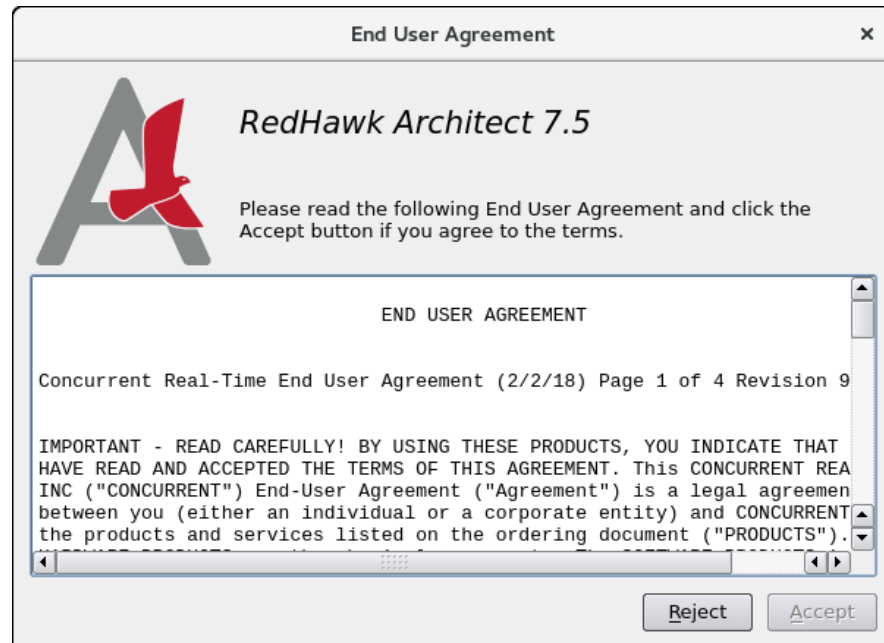 End User Agreement
RedHawk Architect 7.5
Please read the following End User Agreement and click the
Accept button if you agree to the terms.
END USER AGREEMENT
Concurrent Real-Time End User Agreement (2/2/18) Page 1 of 4 Revision 9
IMPORTANT - READ CAREFULLY! BY USING THESE PRODUCTS, YOU INDICATE THAT
HAVE READ AND ACCEPTED THE TERMS OF THIS AGREEMENT. This CONCURRENT REA
INC ("CONCURRENT") End-User Agreement ("Agreement") is a legal agreemen
between you (either an individual or a corporate entity) and CONCURRENT
the products and services listed on the ordering document ("PRODUCTS").
Reject
Accept